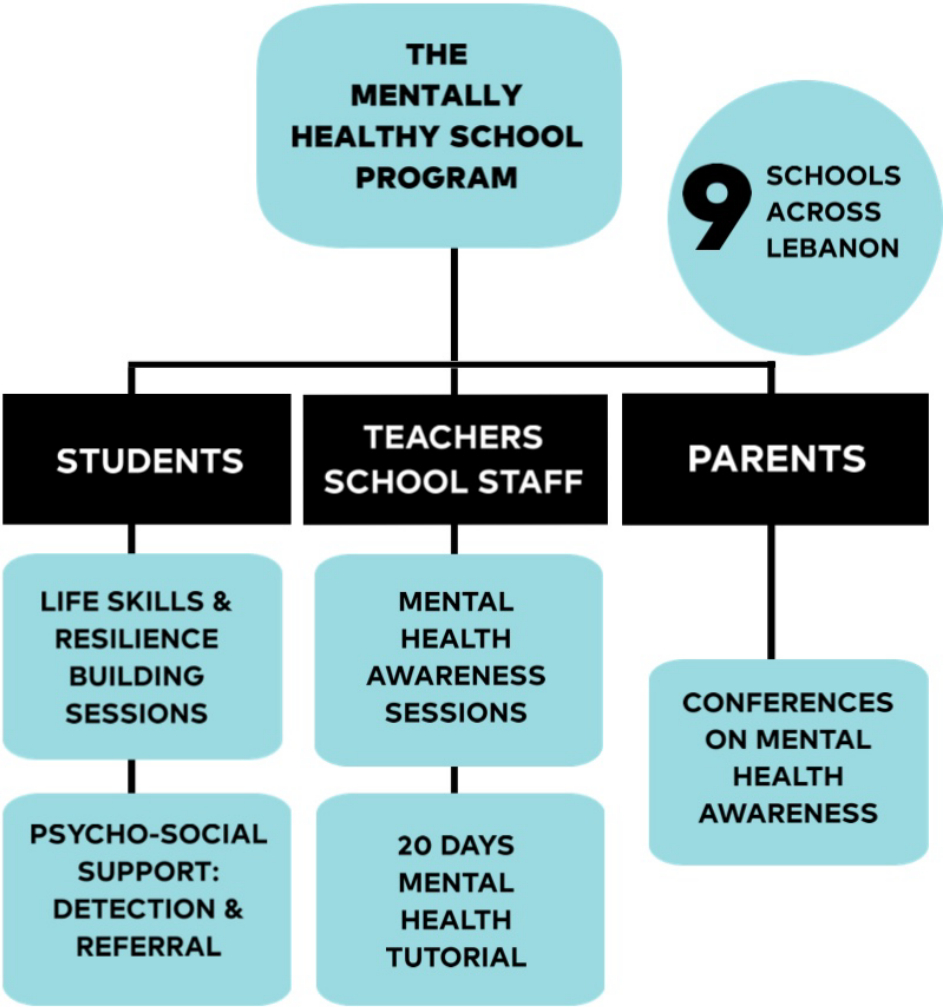 THE
MENTALLY
HEALTHY SCHOOL
PROGRAM
9
SCHOOLS
ACROSS
LEBANON
STUDENTS
TEACHERS
SCHOOL STAFF
PARENTS
LIFE SKILLS &
RESILIENCE
BUILDING
SESSIONS
MENTAL
HEALTH
AWARENESS
SESSIONS
CONFERENCES
ON MENTAL
HEALTH
AWARENESS
PSYCHO-SOCIAL
SUPPORT:
DETECTION &
REFERRAL
20 DAYS
MENTAL
HEALTH
TUTORIAL